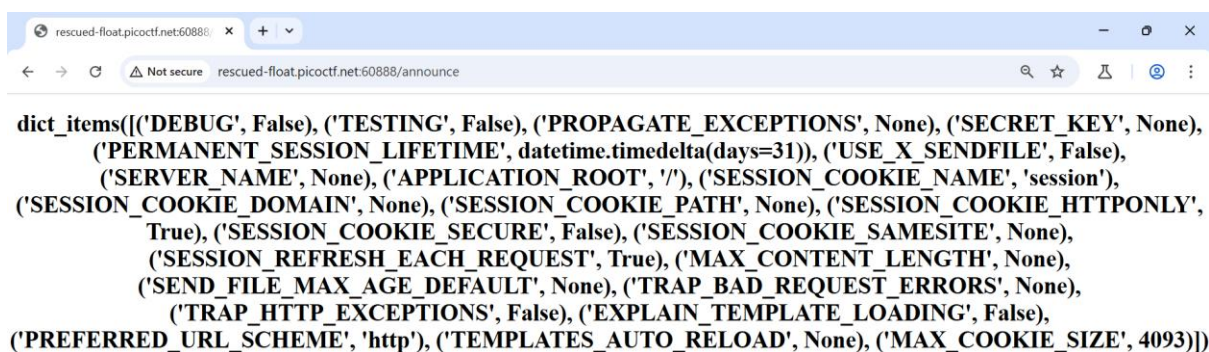 rescued-float.picoctf.net:60888/
Not secure rescued-float.picoctf.net:60888/announce
dict_items([('DEBUG', False), ('TESTING', False), ('PROPAGATE_EXCEPTIONS', None), ('SECRET_KEY', None),
('PERMANENT_SESSION_LIFETIME', datetime.timedelta(days=31)), ('USE_X_SENDFILE', False),
('SERVER_NAME', None), ('APPLICATION_ROOT', '/'), ('SESSION_COOKIE_NAME', 'session'),
('SESSION_COOKIE_DOMAIN', None), ('SESSION_COOKIE_PATH', None), ('SESSION_COOKIE_HTTPONLY',
True), ('SESSION_COOKIE_SECURE', False), ('SESSION_COOKIE_SAMESITE', None),
('SESSION_REFRESH_EACH_REQUEST', True), ('MAX_CONTENT_LENGTH', None),
('SEND_FILE_MAX_AGE_DEFAULT', None), ('TRAP_BAD_REQUEST_ERRORS', None),
('TRAP_HTTP_EXCEPTIONS', False), ('EXPLAIN_TEMPLATE_LOADING', False),
('PREFERRED_URL_SCHEME', 'http'), ('TEMPLATES_AUTO_RELOAD', None), ('MAX_COOKIE_SIZE', 4093)])